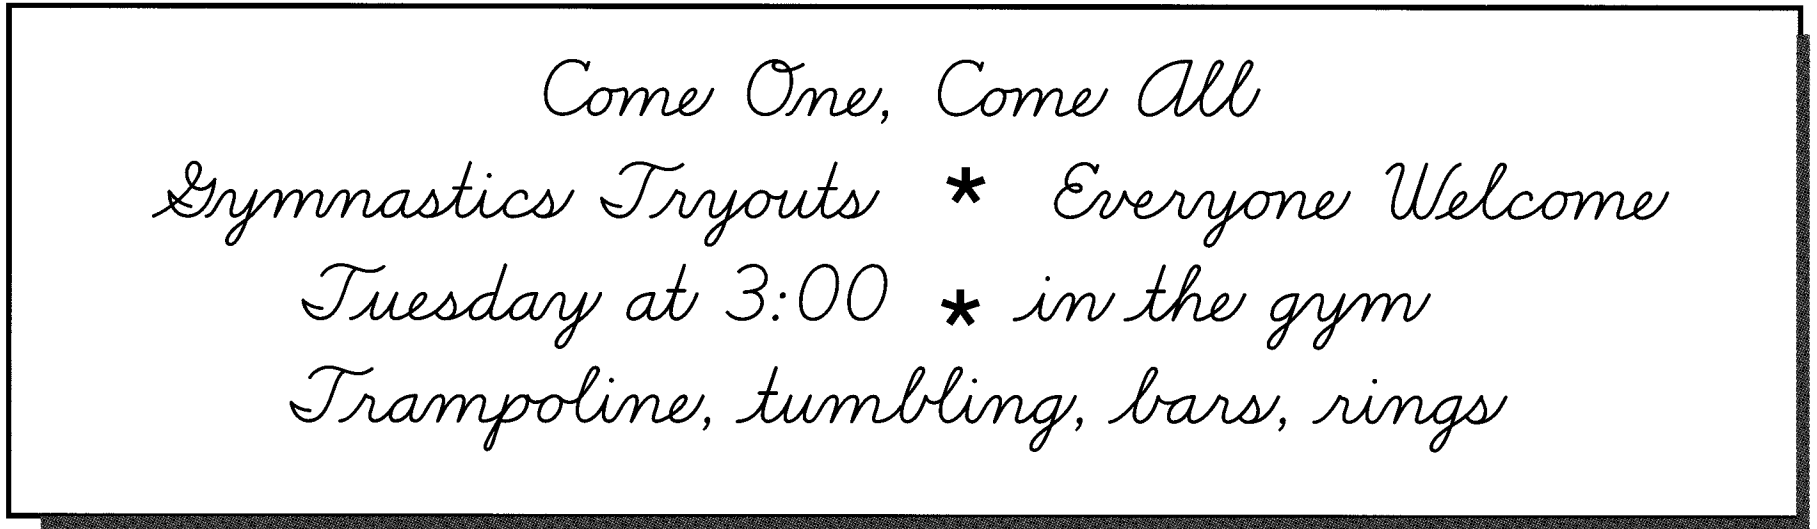 Come One, Come All
Gymnastics Tryouts * Everyone Welcome
Tuesday at 3:00 * in the gym
Trampoline, tumbling, bars, rings